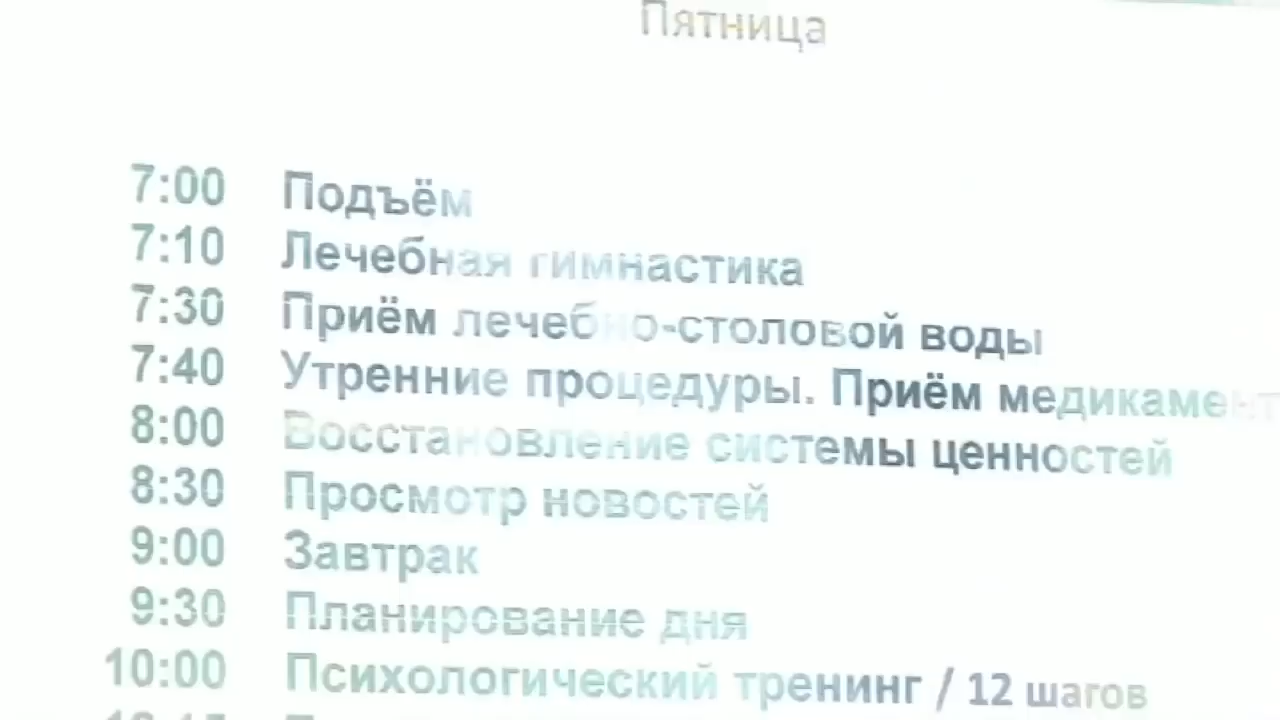 Пятница
7:00 Подъём
7:10 Лечебная гимнастика
7:30 Приём лечебно-столовой воды
7:40 Утренние процедуры. Приём медикамент
8:00 Восстановление системы ценностей
8:30 Просмотр новостей
9:00 Завтрак
9:30 Планирование дня
10:00 Психологический тренинг / 12 шагов